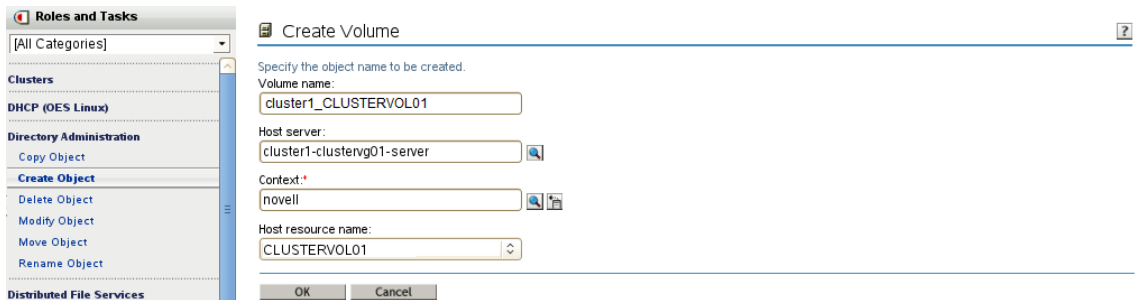 Roles and Tasks
[All Categories]
Clusters
DHCP (OES Linux)
Directory Administration
Copy Object
Create Object
Delete Object
Modify Object
Move Object
Rename Object
Distributed File Services
Create Volume
?
Specify the object name to be created.
Volume name:
cluster1_CLUSTERVOL01
Host server:
cluster1-clustervg01-server
Context:*
novell
Host resource name:
CLUSTERVOL01
OK Cancel